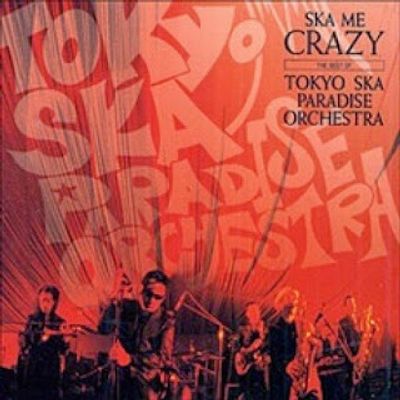 SKA ME
CRAZY
THE BEST OF
TOKYO SKA
PARADISE
ORCHESTRA
TOKYO
SKA
PARADISE
ORCHESTRA